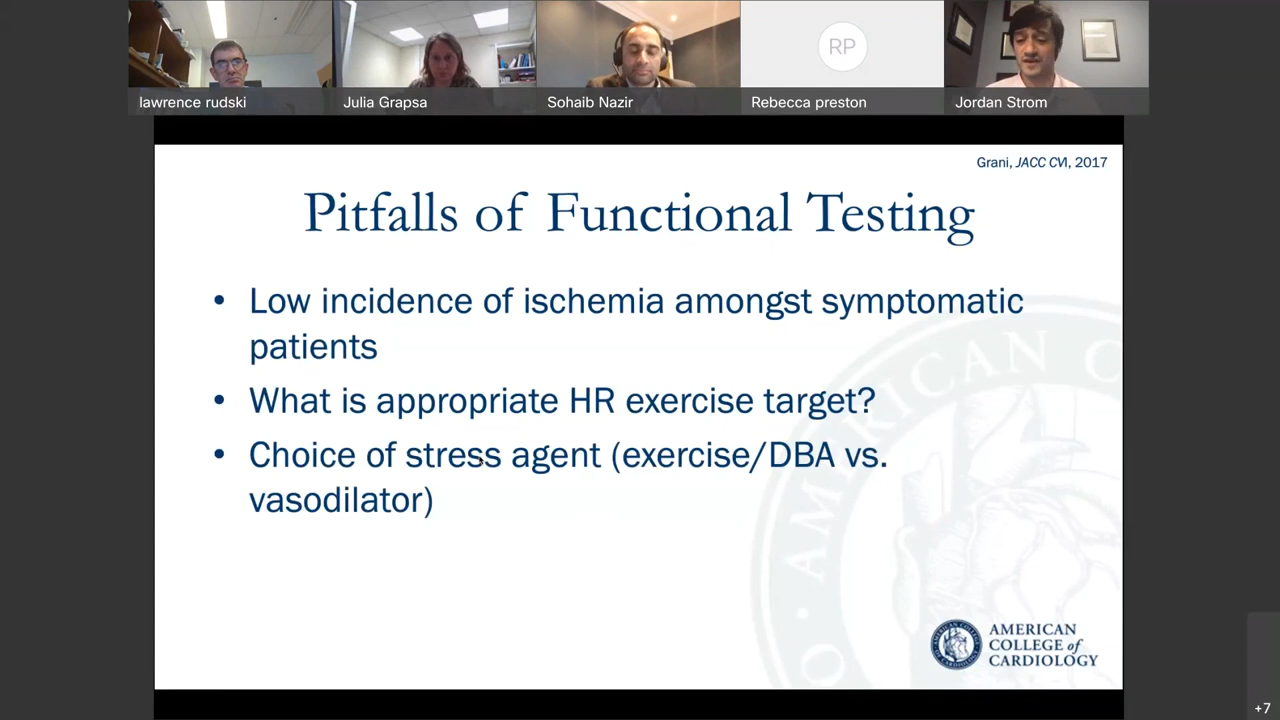 lawrence rudski
Julia Grapsa
Sohaib Nazir
RP
Rebecca preston
Jordan Strom
Grani, JACC CVI, 2017
Pitfalls of Functional Testing
• Low incidence of ischemia amongst symptomatic
patients
• What is appropriate HR exercise target?
• Choice of stress agent (exercise/DBA vs.
vasodilator)
AMERICAN
COLLEGE of
CARDIOLOGY
+7